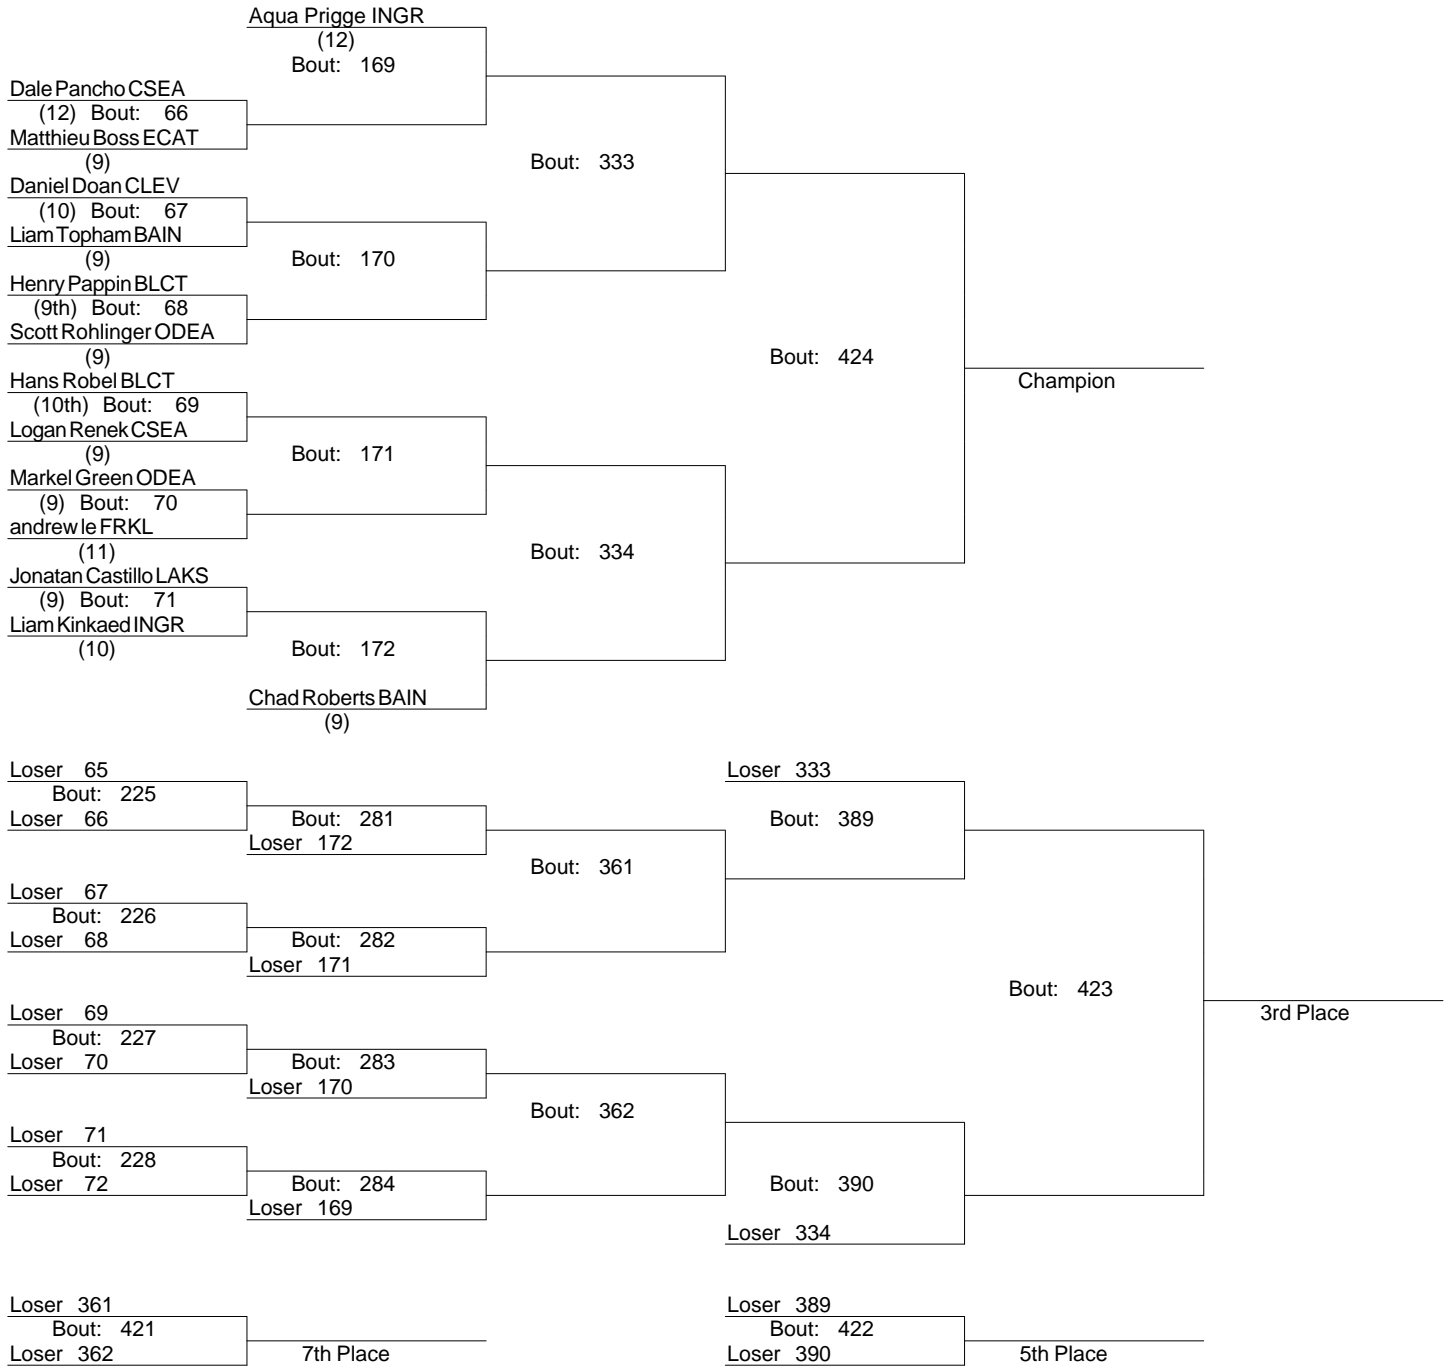 Aqua Prigge INGR
(12)
Bout: 169
Dale Pancho CSEA
(12) Bout: 66
Matthieu Boss ECAT
(9)
Bout: 333
Daniel Doan CLEV
(10) Bout: 67
Liam Topham BAIN
(9)
Bout: 170
Henry Pappin BLCT
(9th) Bout: 68
Scott Rohlinger ODEA
(9)
Bout: 424
Hans Robel BLCT
Champion
(10th) Bout: 69
Logan Renek CSEA
(9)
Bout: 171
Markel Green ODEA
(9) Bout: 70
andrew le FRKL
(11)
Bout: 334
Jonatan Castillo LAKS
(9) Bout: 71
Liam Kinkaed INGR
(10)
Bout: 172
Chad Roberts BAIN
(9)
Loser 65
Loser 333
Bout: 225
Loser 66
Bout: 281
Bout: 389
Loser 172
Bout: 361
Loser 67
Bout: 226
Loser 68
Bout: 282
Loser 171
Bout: 423
Loser 69
3rd Place
Bout: 227
Loser 70
Bout: 283
Loser 170
Bout: 362
Loser 71
Bout: 228
Loser 72
Bout: 284
Bout: 390
Loser 169
Loser 334
Loser 361
Loser 389
Bout: 421
Bout: 422
Loser 362
7th Place
Loser 390
5th Place